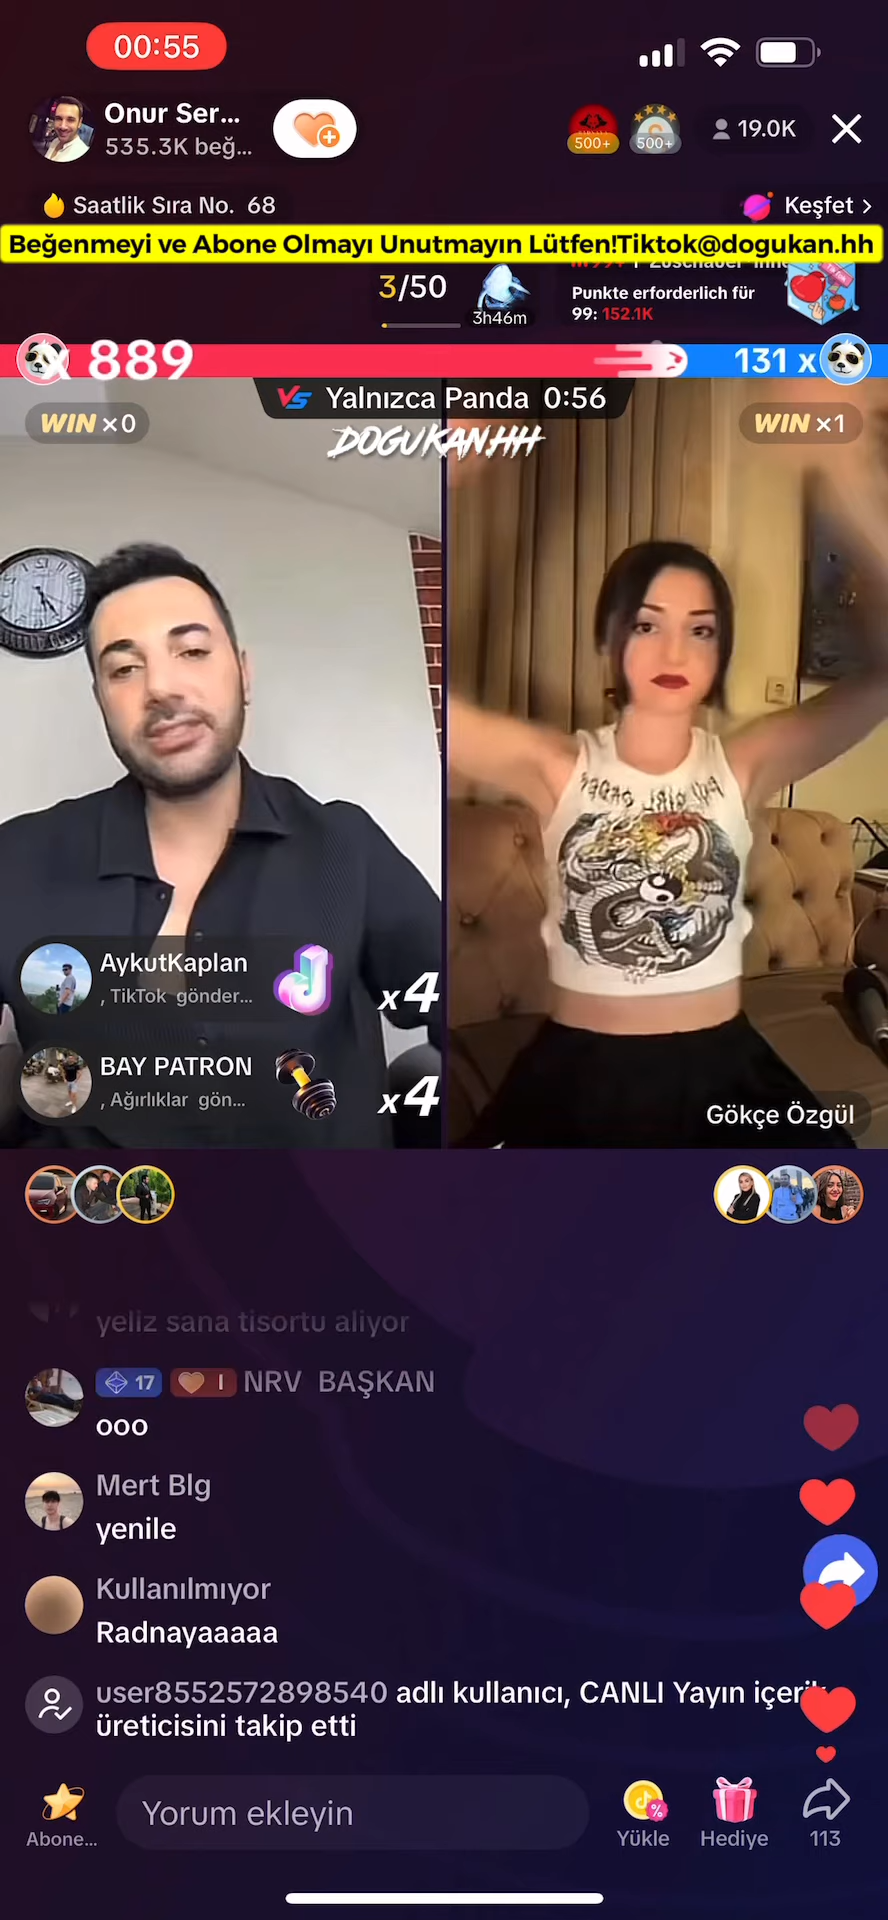 00:55
Onur Ser...
535.3K beğ...
500+
500+
19.0K
Saatlik Sıra No. 68
Keşfet >
Beğenmeyi ve Abone Olmayı Unutmayın Lütfen!Tiktok@dogukan.hh
3/50
3h46m
Punkte erforderlich für
99: 152.1K
x 889
131 x
VS Yalnızca Panda 0:56
WIN x0
WIN x1
DOGUKAN.HH
AykutKaplan
, TikTok gönder...
x4
BAY PATRON
, Ağırlıklar gön...
x4
Gökçe Özgül
yeliz sana tisortu aliyor
17 I NRV BAŞKAN
ooo
Mert Blg
yenile
Kullanılmıyor
Radnayaaaaa
user8552572898540 adlı kullanıcı, CANLI Yayın içerik
üreticisini takip etti
Abone...
Yorum ekleyin
Yükle
Hediye
113